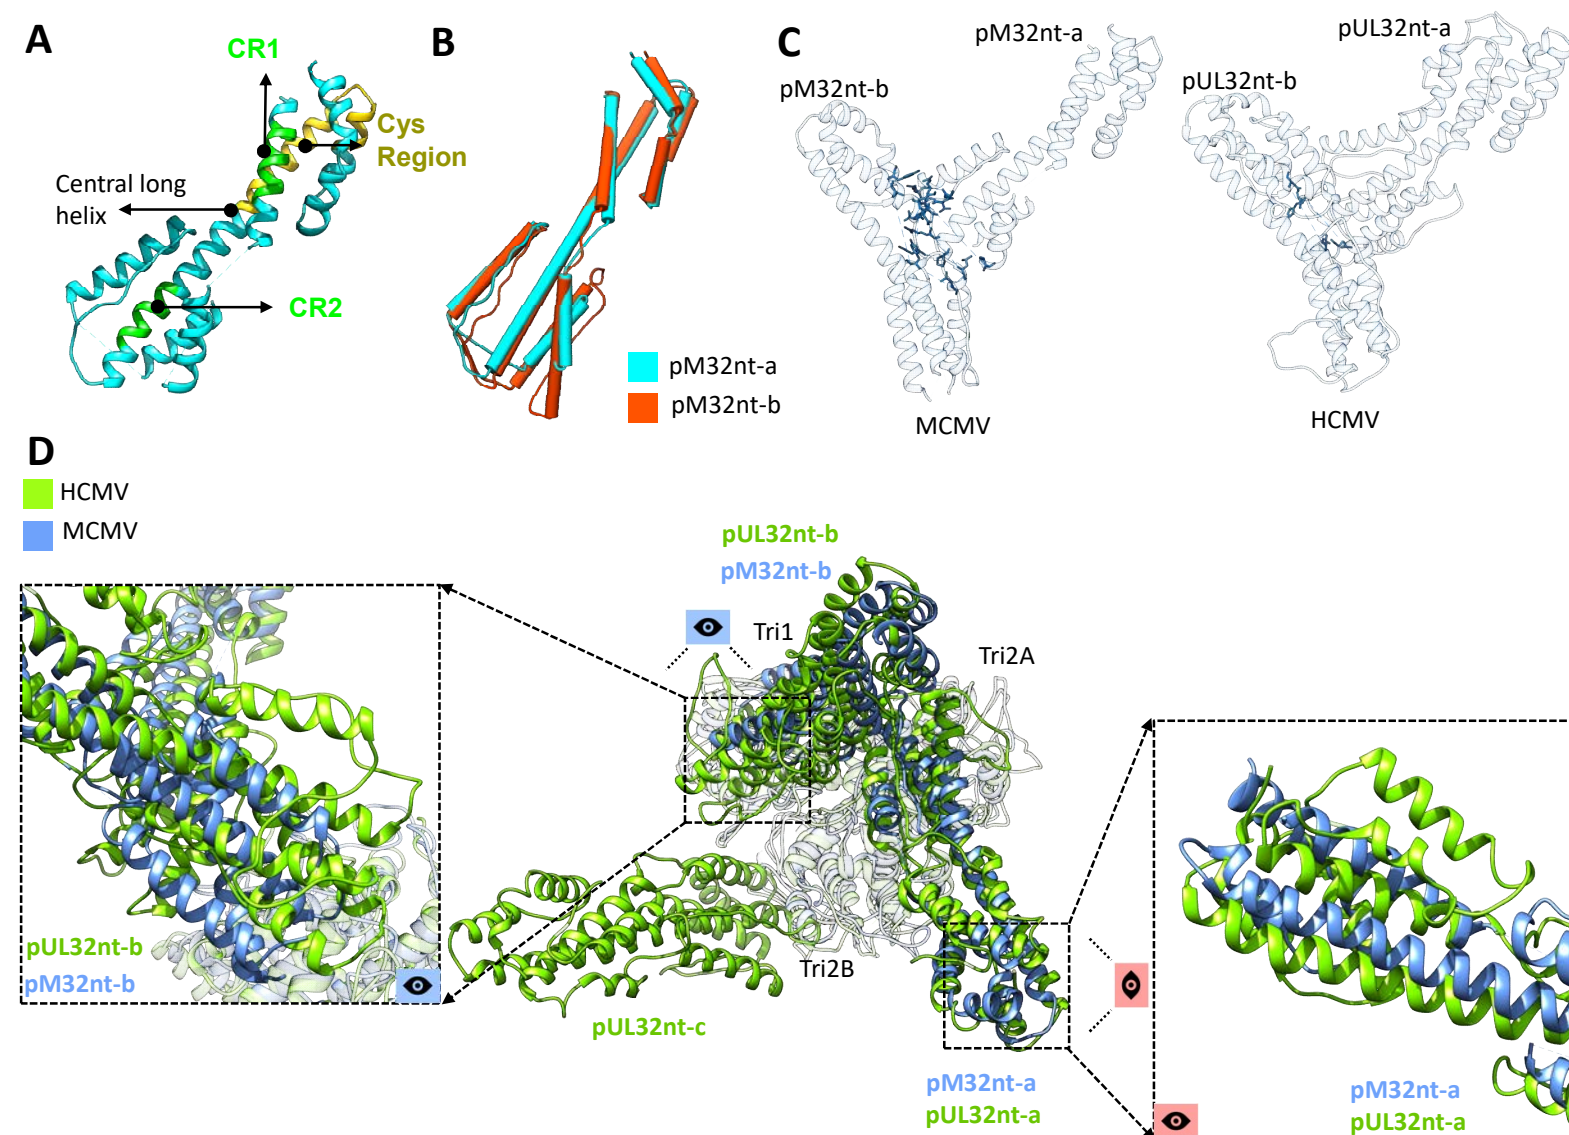 A
CR1
Cys
Region
Central long
helix
CR2
B
pM32nt-a
pM32nt-b
C
pM32nt-a
pM32nt-b
MCMV
pUL32nt-a
pUL32nt-b
HCMV
D
HCMV
MCMV
pUL32nt-b
pM32nt-b
pUL32nt-b
pM32nt-b
Tri1
Tri2A
Tri2B
pUL32nt-c
pM32nt-a
pUL32nt-a
pM32nt-a
pUL32nt-a